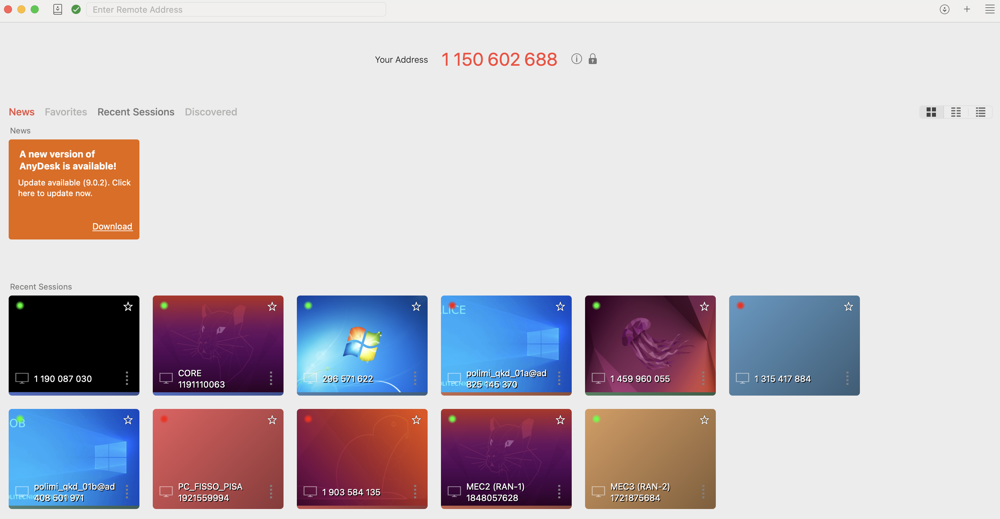 Enter Remote Address
Your Address 1 150 602 688
News Favorites Recent Sessions Discovered
News
A new version of
AnyDesk is available!
Update available (9.0.2). Click
here to update now.
Download
Recent Sessions
1 190 087 030
CORE
1191110063
296 571 622
LICE
polimi_qkd_01a@ad
825 145 370
1 459 960 055
1 315 417 884
OB
polimi_qkd_01b@ad
408 501 971
PC_FISSO_PISA
1921559994
1 903 584 135
MEC2 (RAN-1)
1848057628
MEC3 (RAN-2)
1721875684